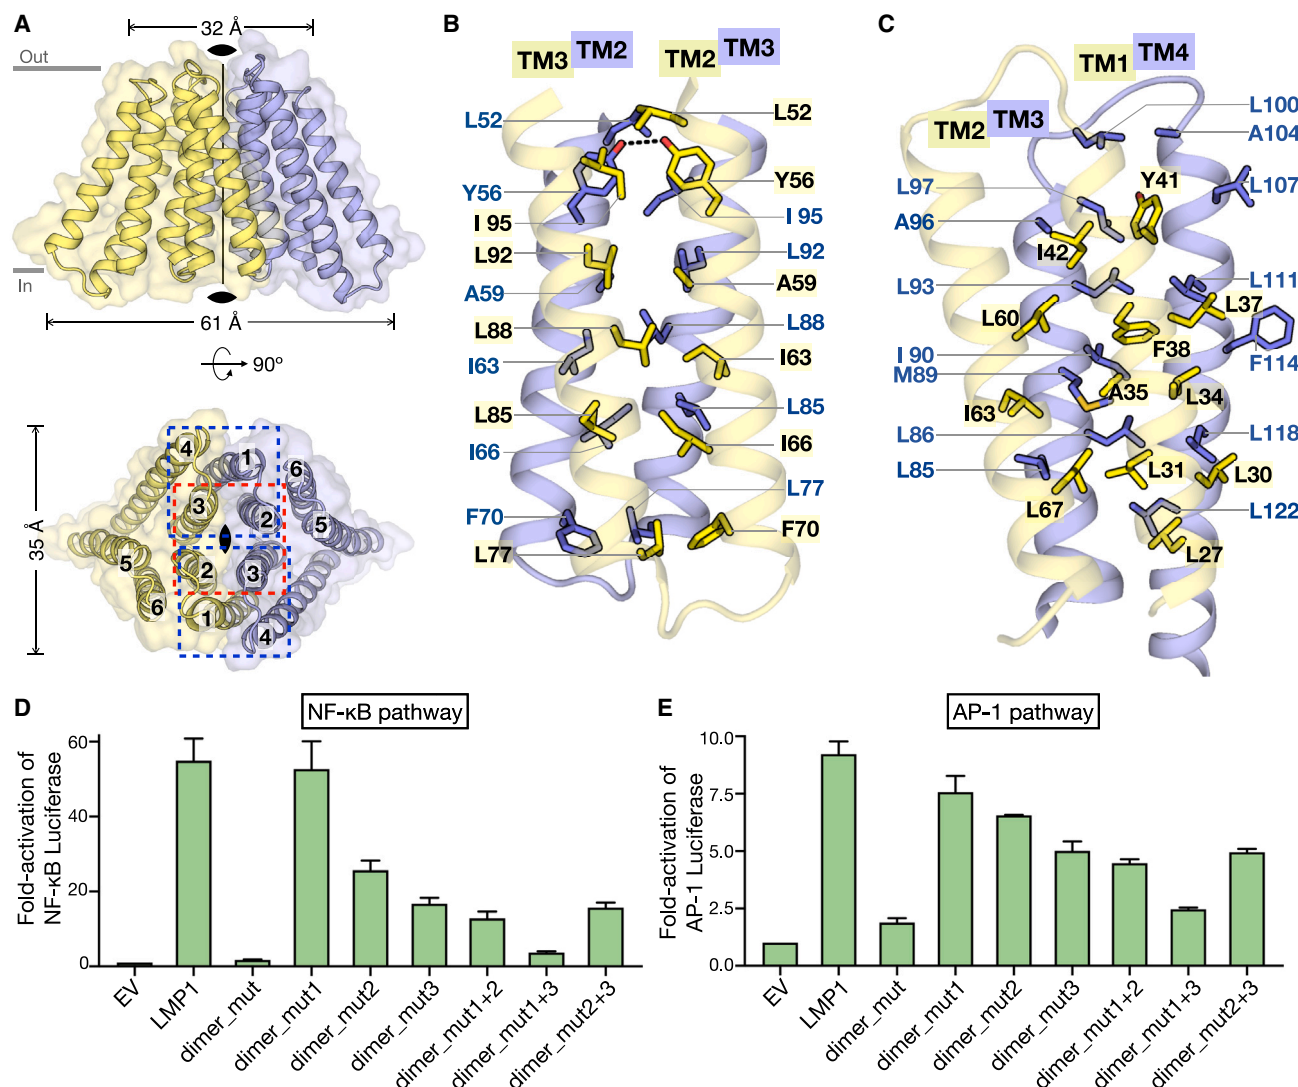 A
32 Å
Out
In
61 Å
90º
35 Å
4
1
6
3
2
5
5
2
3
6
1
4
B
TM3 TM2
TM2 TM3
L52
L52
Y56
Y56
I 95
I 95
L92
L92
A59
A59
L88
L88
I63
I63
L85
L85
I66
I66
L77
F70
F70
L77
C
TM1 TM4
TM2 TM3
L100
A104
L97
Y41
L107
A96
I42
L93
L111
L60
L37
I 90
F38
F114
M89
A35
L34
I63
L86
L118
L85
L31
L30
L67
L122
L27
D
NF-κB pathway
Fold-activation of
NF-κB Luciferase
60
40
20
0
EV
LMP1
dimer_mut
dimer_mut1
dimer_mut2
dimer_mut3
dimer_mut1+2
dimer_mut1+3
dimer_mut2+3
E
AP-1 pathway
Fold-activation of
AP-1 Luciferase
10.0
7.5
5.0
2.5
0.0
EV
LMP1
dimer_mut
dimer_mut1
dimer_mut2
dimer_mut3
dimer_mut1+2
dimer_mut1+3
dimer_mut2+3